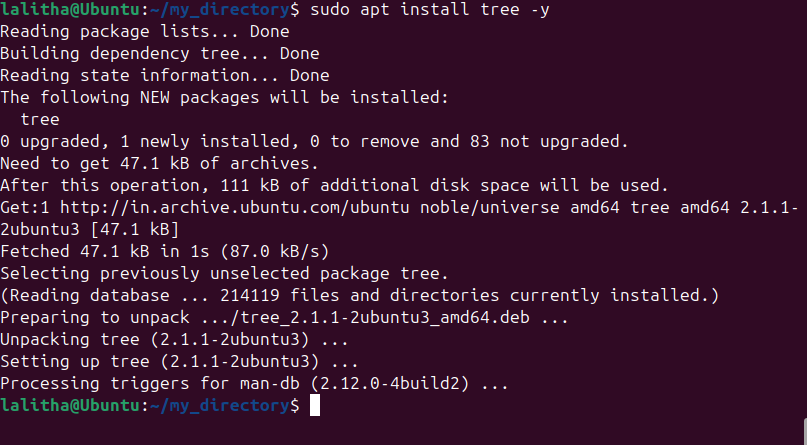 lalitha@Ubuntu:~/my_directory$ sudo apt install tree -y
Reading package lists... Done
Building dependency tree... Done
Reading state information... Done
The following NEW packages will be installed:
  tree
0 upgraded, 1 newly installed, 0 to remove and 83 not upgraded.
Need to get 47.1 kB of archives.
After this operation, 111 kB of additional disk space will be used.
Get:1 http://in.archive.ubuntu.com/ubuntu noble/universe amd64 tree amd64 2.1.1-
2ubuntu3 [47.1 kB]
Fetched 47.1 kB in 1s (87.0 kB/s)
Selecting previously unselected package tree.
(Reading database ... 214119 files and directories currently installed.)
Preparing to unpack .../tree_2.1.1-2ubuntu3_amd64.deb ...
Unpacking tree (2.1.1-2ubuntu3) ...
Setting up tree (2.1.1-2ubuntu3) ...
Processing triggers for man-db (2.12.0-4build2) ...
lalitha@Ubuntu:~/my_directory$